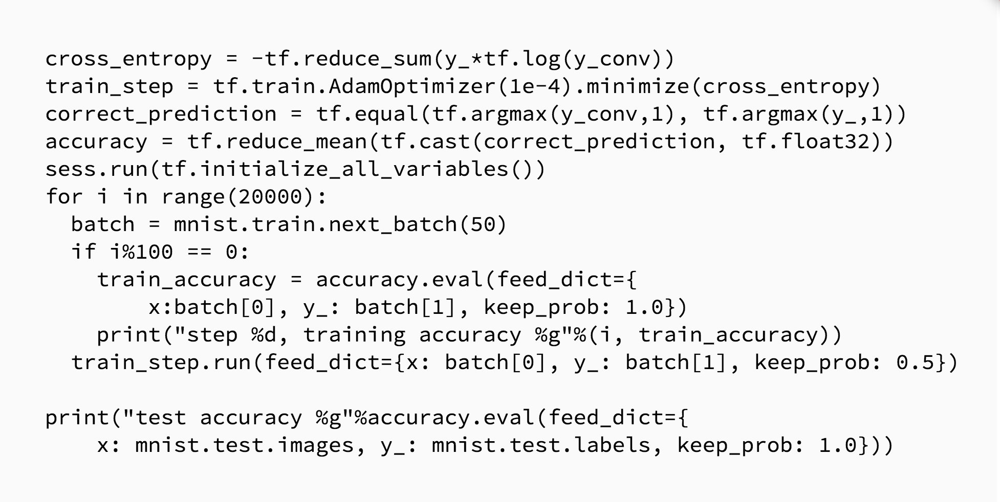 cross_entropy = -tf.reduce_sum(y_*tf.log(y_conv))
train_step = tf.train.AdamOptimizer(1e-4).minimize(cross_entropy)
correct_prediction = tf.equal(tf.argmax(y_conv,1), tf.argmax(y_,1))
accuracy = tf.reduce_mean(tf.cast(correct_prediction, tf.float32))
sess.run(tf.initialize_all_variables())
for i in range(20000):
  batch = mnist.train.next_batch(50)
  if i%100 == 0:
    train_accuracy = accuracy.eval(feed_dict={
        x:batch[0], y_: batch[1], keep_prob: 1.0})
    print("step %d, training accuracy %g"%(i, train_accuracy))
  train_step.run(feed_dict={x: batch[0], y_: batch[1], keep_prob: 0.5})

print("test accuracy %g"%accuracy.eval(feed_dict={
    x: mnist.test.images, y_: mnist.test.labels, keep_prob: 1.0}))